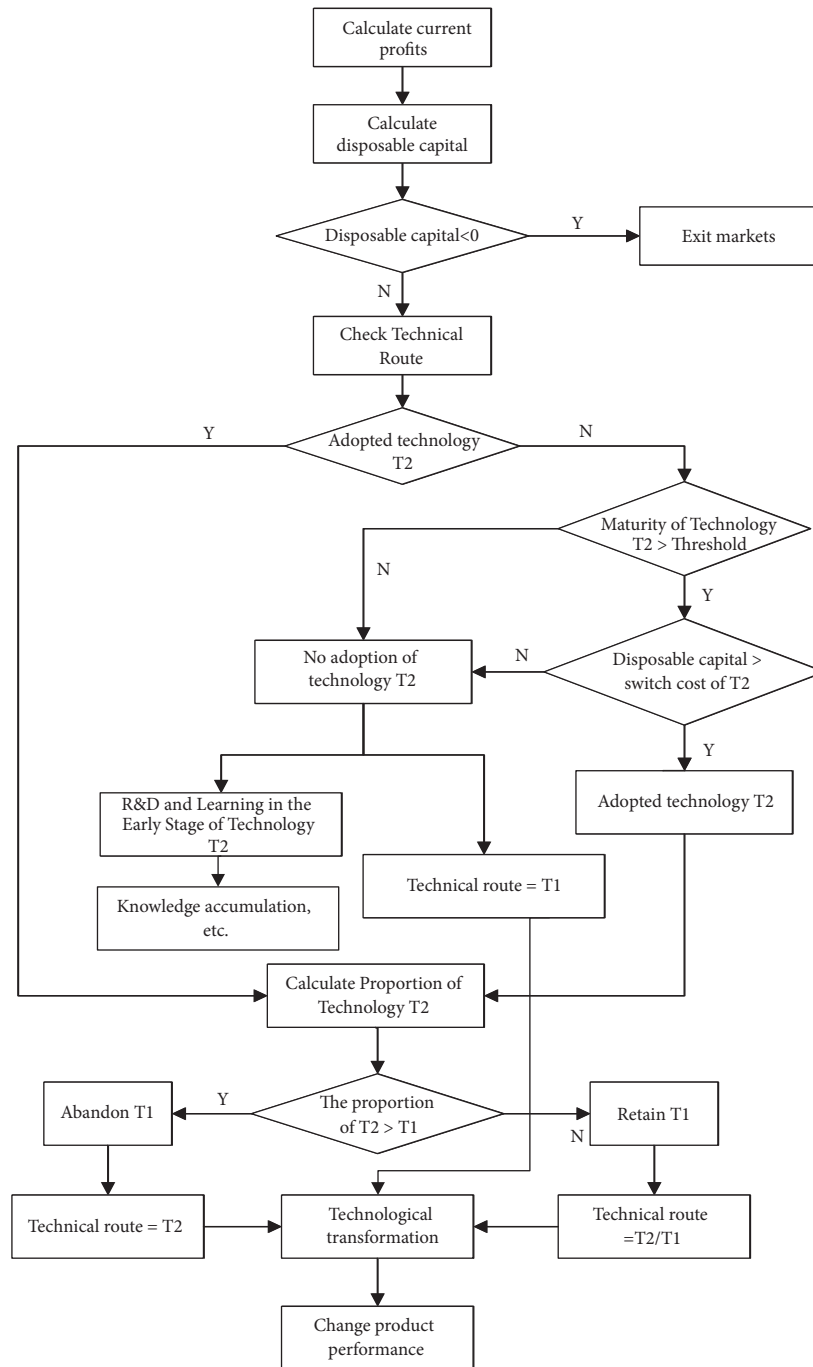 Calculate current
profits
Calculate
disposable capital
Disposable capital<0
Y
Exit markets
N
Check Technical
Route
Y
Adopted technology
T2
N
Maturity of Technology
T2 > Threshold
N
Y
No adoption of
technology T2
N
Disposable capital >
switch cost of T2
Y
R&D and Learning in the
Early Stage of Technology
T2
Adopted technology T2
Technical route = T1
Knowledge accumulation,
etc.
Calculate Proportion of
Technology T2
Abandon T1
Y
The proportion
of T2 > T1
N
Retain T1
Technical route = T2
Technological
transformation
Technical route
=T2/T1
Change product
performance